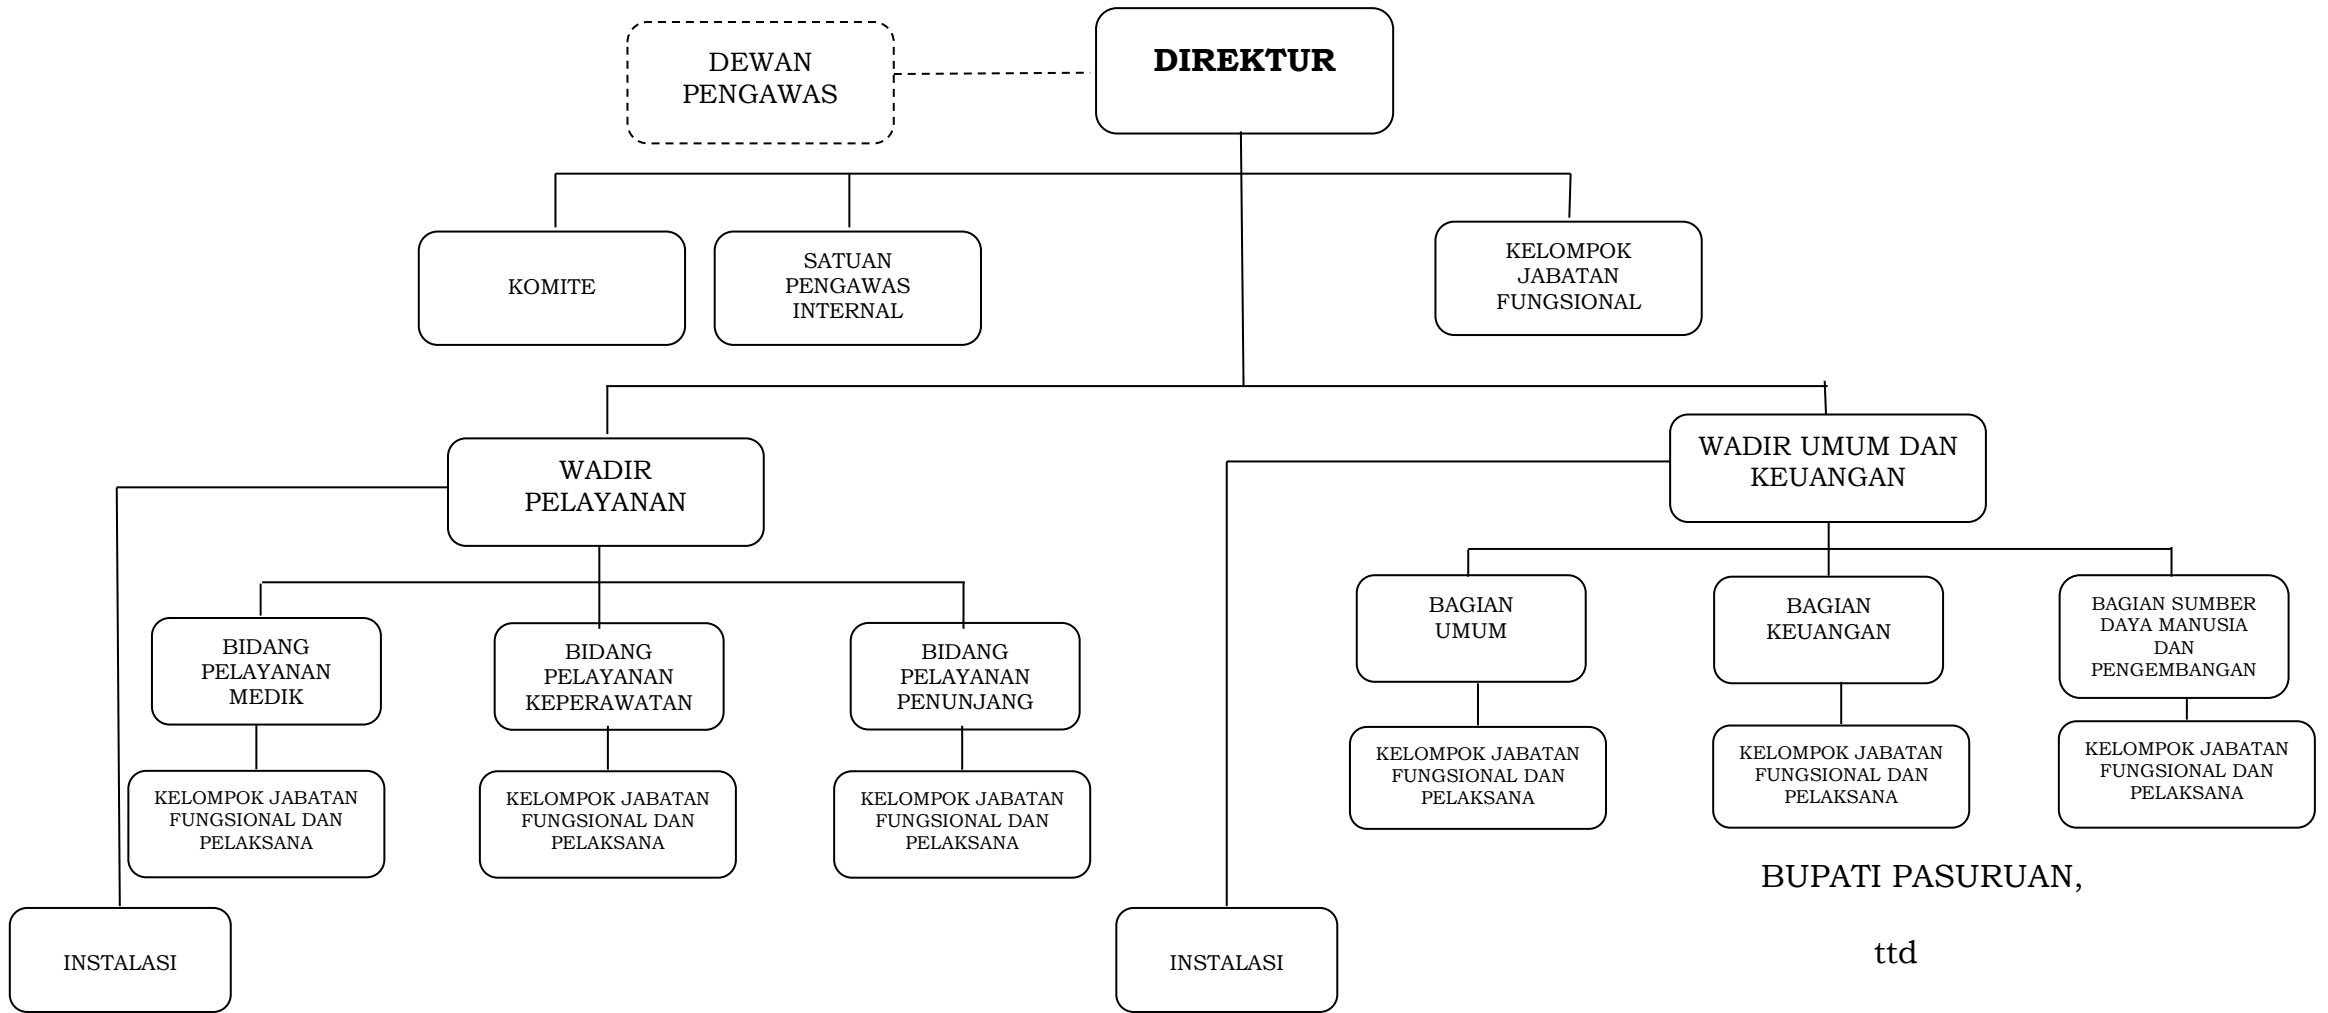 DEWAN
PENGAWAS
DIREKTUR
KOMITE
SATUAN
PENGAWAS
INTERNAL
KELOMPOK
JABATAN
FUNGSIONAL
WADIR
PELAYANAN
WADIR UMUM DAN
KEUANGAN
BIDANG
PELAYANAN
MEDIK
BIDANG
PELAYANAN
KEPERAWATAN
BIDANG
PELAYANAN
PENUNJANG
BAGIAN
UMUM
BAGIAN
KEUANGAN
BAGIAN SUMBER
DAYA MANUSIA
DAN
PENGEMBANGAN
KELOMPOK JABATAN
FUNGSIONAL DAN
PELAKSANA
KELOMPOK JABATAN
FUNGSIONAL DAN
PELAKSANA
KELOMPOK JABATAN
FUNGSIONAL DAN
PELAKSANA
KELOMPOK JABATAN
FUNGSIONAL DAN
PELAKSANA
KELOMPOK JABATAN
FUNGSIONAL DAN
PELAKSANA
KELOMPOK JABATAN
FUNGSIONAL DAN
PELAKSANA
INSTALASI
INSTALASI
BUPATI PASURUAN,
ttd